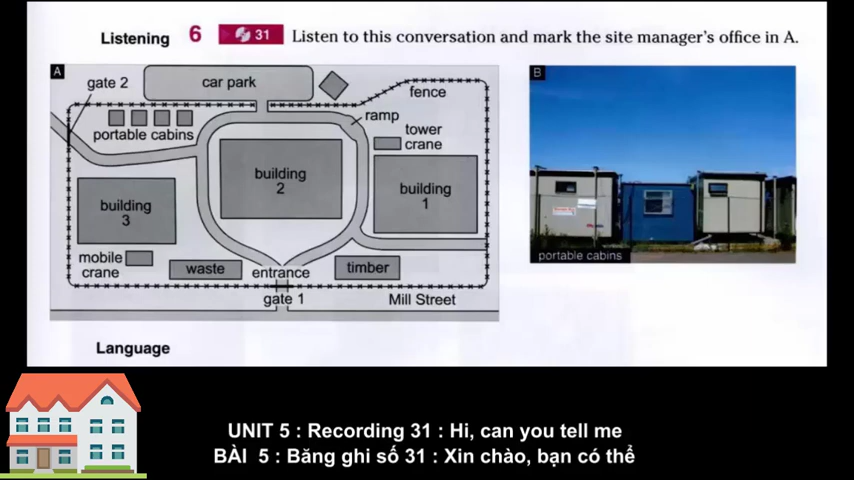 Listening 6 31 Listen to this conversation and mark the site manager's office in A.
A
gate 2
car park
fence
portable cabins
ramp
tower
crane
building
2
building
1
building
3
mobile
crane
waste
entrance
timber
gate 1
Mill Street
B
portable cabins
Language
UNIT 5 : Recording 31 : Hi, can you tell me
BÀI 5 : Băng ghi số 31 : Xin chào, bạn có thể